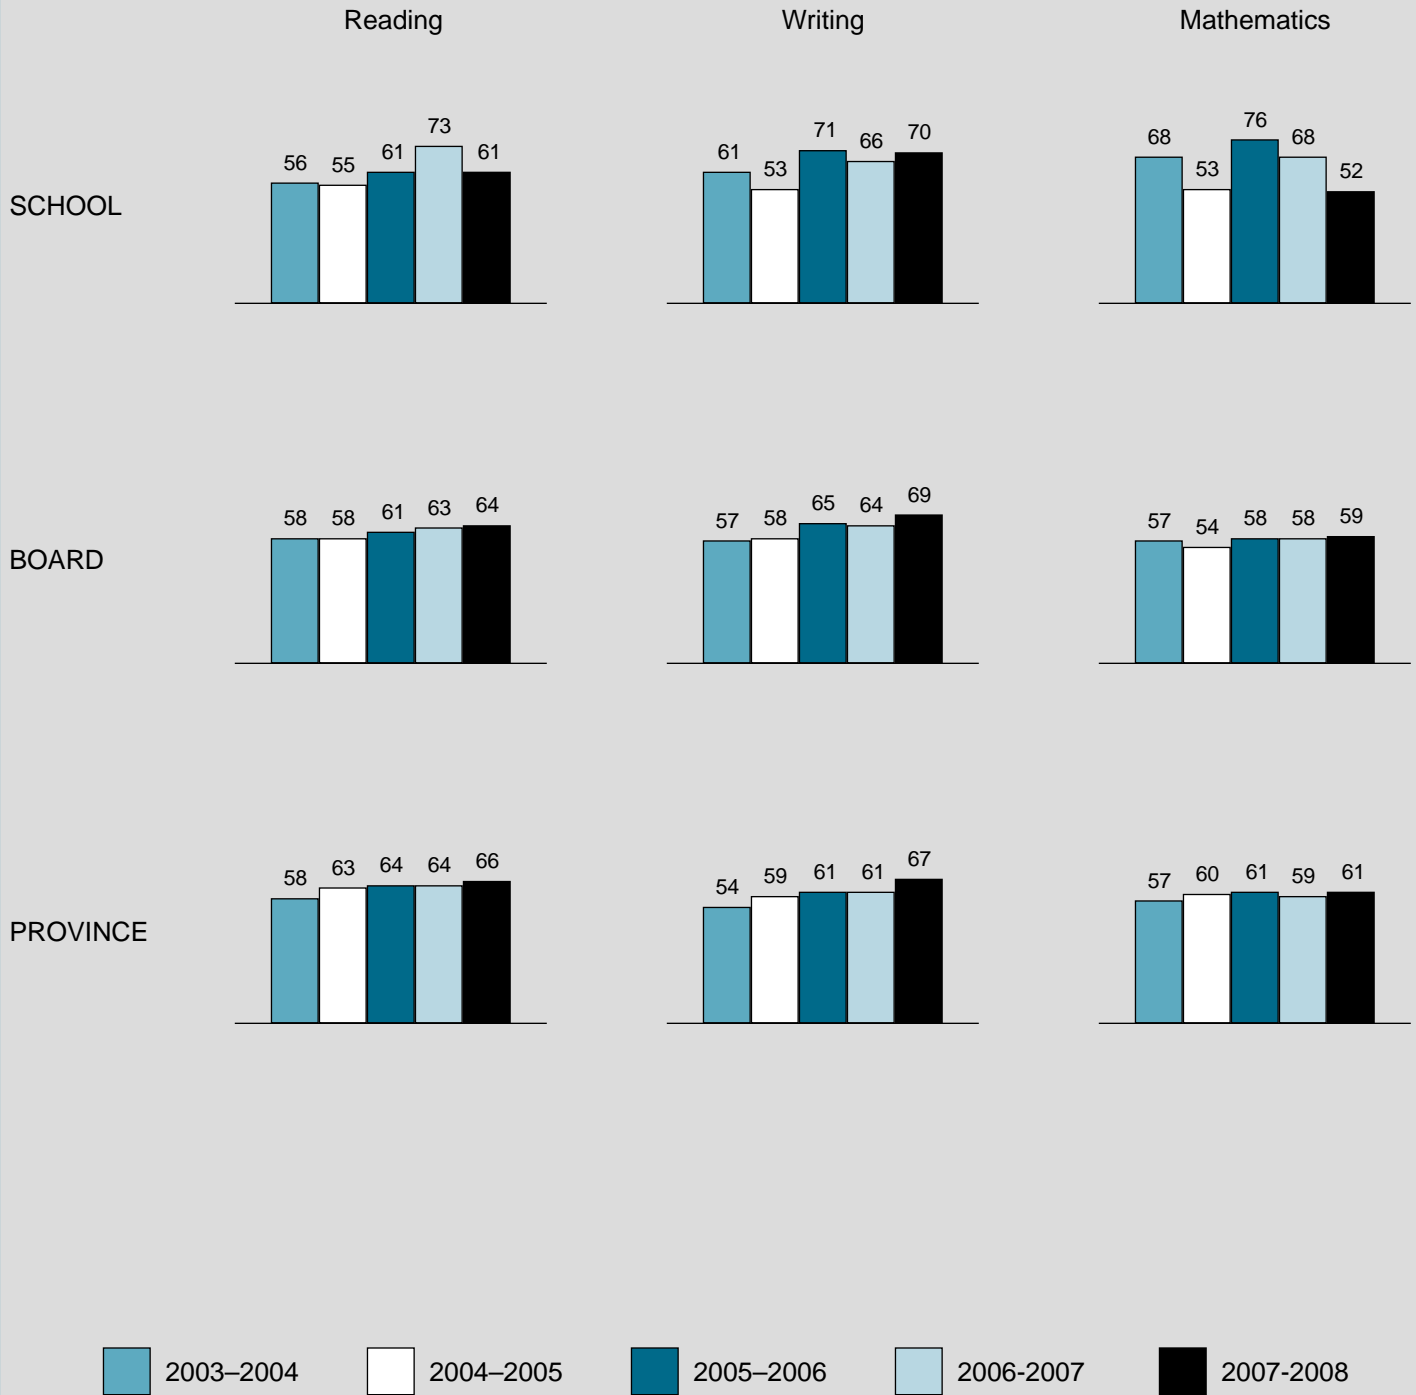 Reading Writing Mathematics
SCHOOL
56 55 61 73 61
61 53 71 66 70
68 53 76 68 52
BOARD
58 58 61 63 64
57 58 65 64 69
57 54 58 58 59
PROVINCE
58 63 64 64 66
54 59 61 61 67
57 60 61 59 61
2003–2004 2004–2005 2005–2006 2006-2007 2007-2008